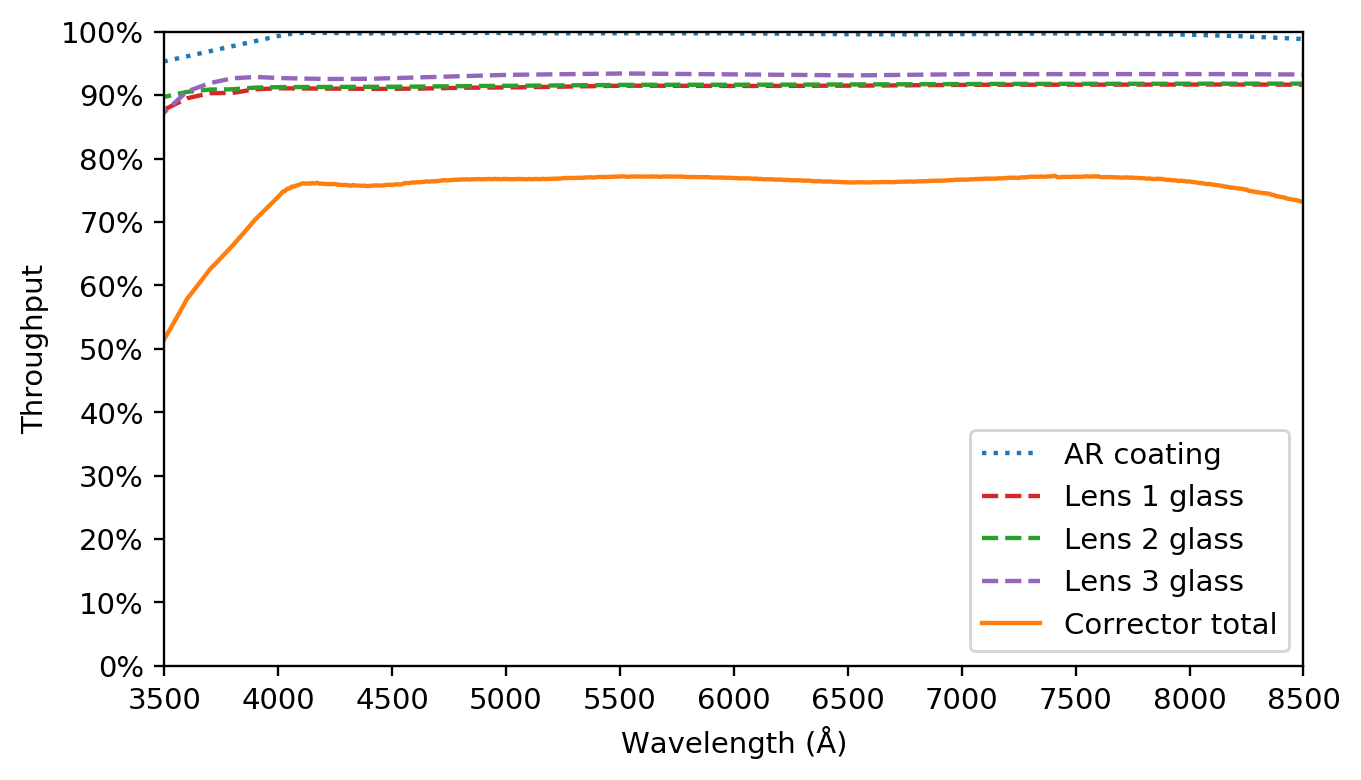 100%
90%
80%
70%
60%
50%
40%
30%
20%
10%
0%
Throughput
AR coating
Lens 1 glass
Lens 2 glass
Lens 3 glass
Corrector total
3500 4000 4500 5000 5500 6000 6500 7000 7500 8000 8500
Wavelength (Å)